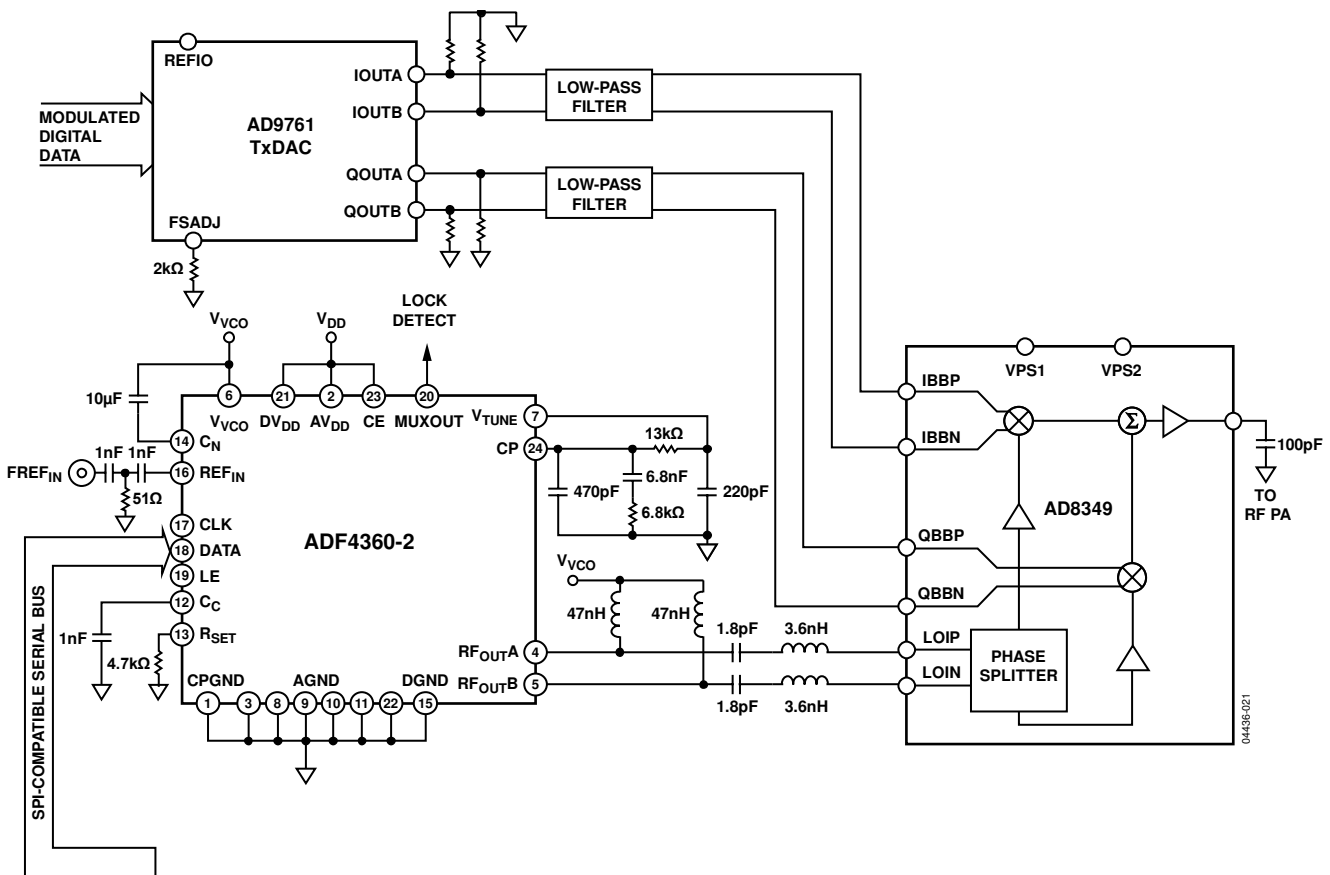 REFIO
IOUTA
IOUTB
QOUTA
QOUTB
MODULATED
DIGITAL
DATA
AD9761
TxDAC
FSADJ
2kΩ
LOW-PASS
FILTER
LOW-PASS
FILTER
LOCK
DETECT
VVCO
VDD
10µF
6
21
2
23
20
VVCO
DVDD
AVDD
CE
MUXOUT
VTUNE
7
CP
24
14
CN
1nF
1nF
FREFIN
16
REFIN
51Ω
17
CLK
18
DATA
19
LE
12
CC
13
RSET
1nF
4.7kΩ
ADF4360-2
13kΩ
470pF
6.8nF
6.8kΩ
220pF
VVCO
47nH
47nH
RFOUTA
4
RFOUTB
5
1.8pF
3.6nH
1.8pF
3.6nH
CPGND
AGND
DGND
1
3
8
9
10
11
22
15
SPI-COMPATIBLE SERIAL BUS
VPS1
VPS2
IBBP
IBBN
QBBP
QBBN
LOIP
LOIN
Σ
AD8349
PHASE
SPLITTER
100pF
TO
RF PA
04436-021